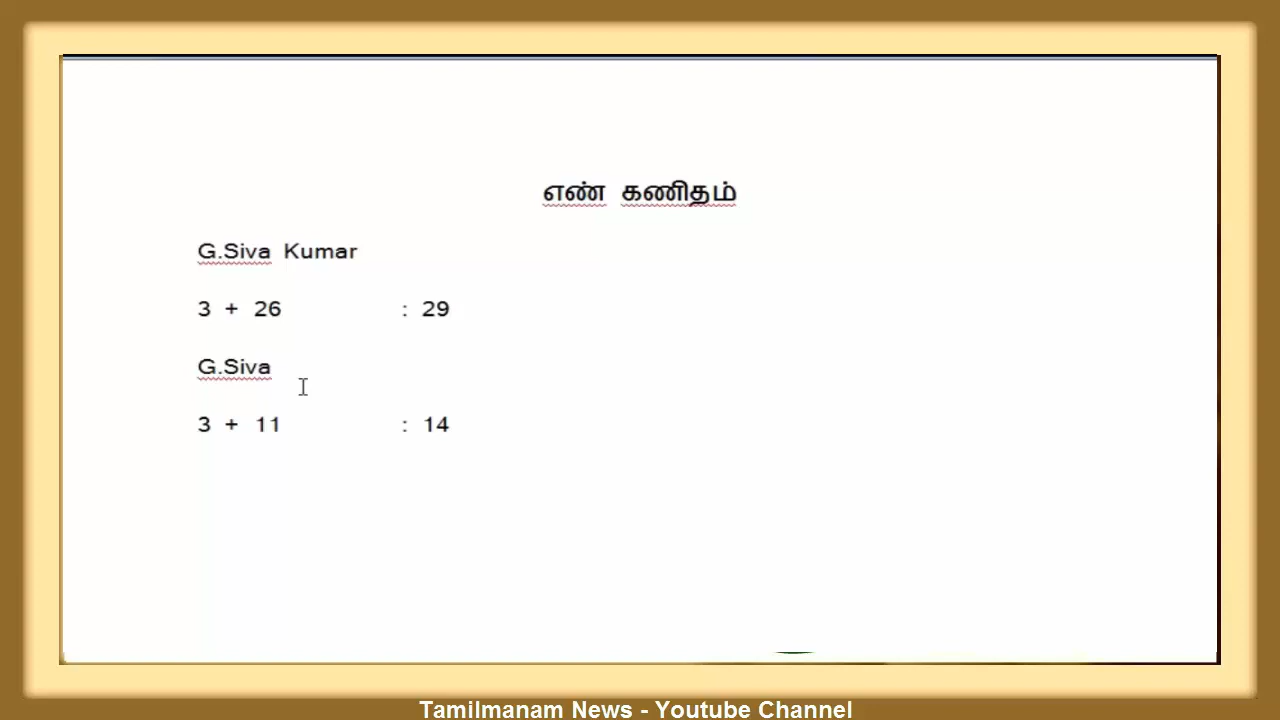 எண் கணிதம்
G.Siva Kumar
3 + 26 : 29
G.Siva
3 + 11 : 14
Tamilmanam News - Youtube Channel